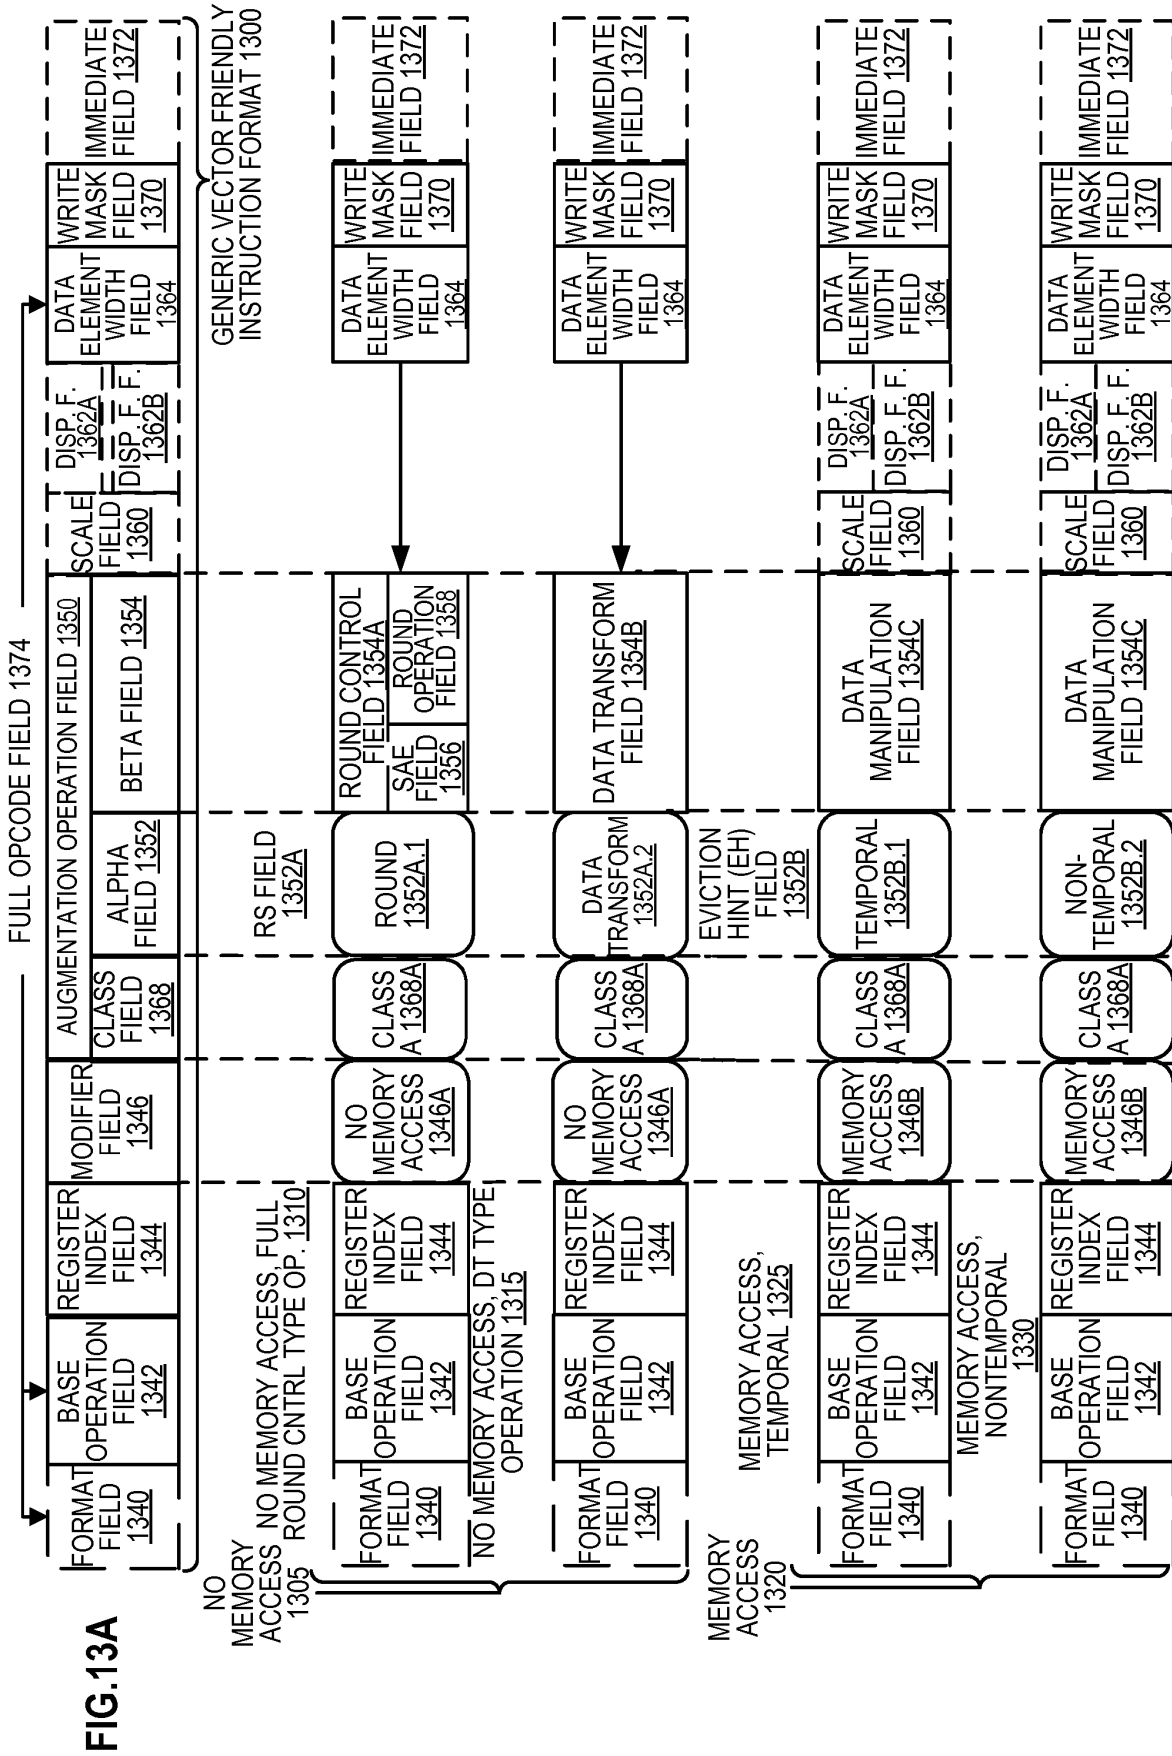 FIG.13A
FULL OPCODE FIELD 1374
FORMAT
FIELD
1340
BASE
OPERATION
FIELD
1342
REGISTER
INDEX
FIELD
1344
MODIFIER
FIELD
1346
AUGMENTATION OPERATION FIELD 1350
CLASS
FIELD
1368
ALPHA
FIELD 1352
BETA FIELD 1354
SCALE
FIELD
1360
DISP. F.
1362A
DISP. F. F.
1362B
DATA
ELEMENT
WIDTH
FIELD
1364
WRITE
MASK
FIELD
1370
IMMEDIATE
FIELD 1372
GENERIC VECTOR FRIENDLY
INSTRUCTION FORMAT 1300
NO
MEMORY
ACCESS
1305
NO MEMORY ACCESS, FULL
ROUND CNTRL TYPE OP. 1310
RS FIELD
1352A
FORMAT
FIELD
1340
BASE
OPERATION
FIELD
1342
REGISTER
INDEX
FIELD
1344
NO
MEMORY
ACCESS
1346A
CLASS
A 1368A
ROUND
1352A.1
ROUND CONTROL
FIELD 1354A
SAE
FIELD
1356
ROUND
OPERATION
FIELD 1358
DATA
ELEMENT
WIDTH
FIELD
1364
WRITE
MASK
FIELD
1370
IMMEDIATE
FIELD 1372
NO MEMORY ACCESS, DT TYPE
OPERATION 1315
FORMAT
FIELD
1340
BASE
OPERATION
FIELD
1342
REGISTER
INDEX
FIELD
1344
NO
MEMORY
ACCESS
1346A
CLASS
A 1368A
DATA
TRANSFORM
1352A.2
DATA TRANSFORM
FIELD 1354B
DATA
ELEMENT
WIDTH
FIELD
1364
WRITE
MASK
FIELD
1370
IMMEDIATE
FIELD 1372
MEMORY
ACCESS
1320
MEMORY ACCESS,
TEMPORAL 1325
EVICTION
HINT (EH)
FIELD
1352B
FORMAT
FIELD
1340
BASE
OPERATION
FIELD
1342
REGISTER
INDEX
FIELD
1344
MEMORY
ACCESS
1346B
CLASS
A 1368A
TEMPORAL
1352B.1
DATA
MANIPULATION
FIELD 1354C
SCALE
FIELD
1360
DISP. F.
1362A
DISP. F. F.
1362B
DATA
ELEMENT
WIDTH
FIELD
1364
WRITE
MASK
FIELD
1370
IMMEDIATE
FIELD 1372
MEMORY ACCESS,
NONTEMPORAL
1330
FORMAT
FIELD
1340
BASE
OPERATION
FIELD
1342
REGISTER
INDEX
FIELD
1344
MEMORY
ACCESS
1346B
CLASS
A 1368A
NON-
TEMPORAL
1352B.2
DATA
MANIPULATION
FIELD 1354C
SCALE
FIELD
1360
DISP. F.
1362A
DISP. F. F.
1362B
DATA
ELEMENT
WIDTH
FIELD
1364
WRITE
MASK
FIELD
1370
IMMEDIATE
FIELD 1372